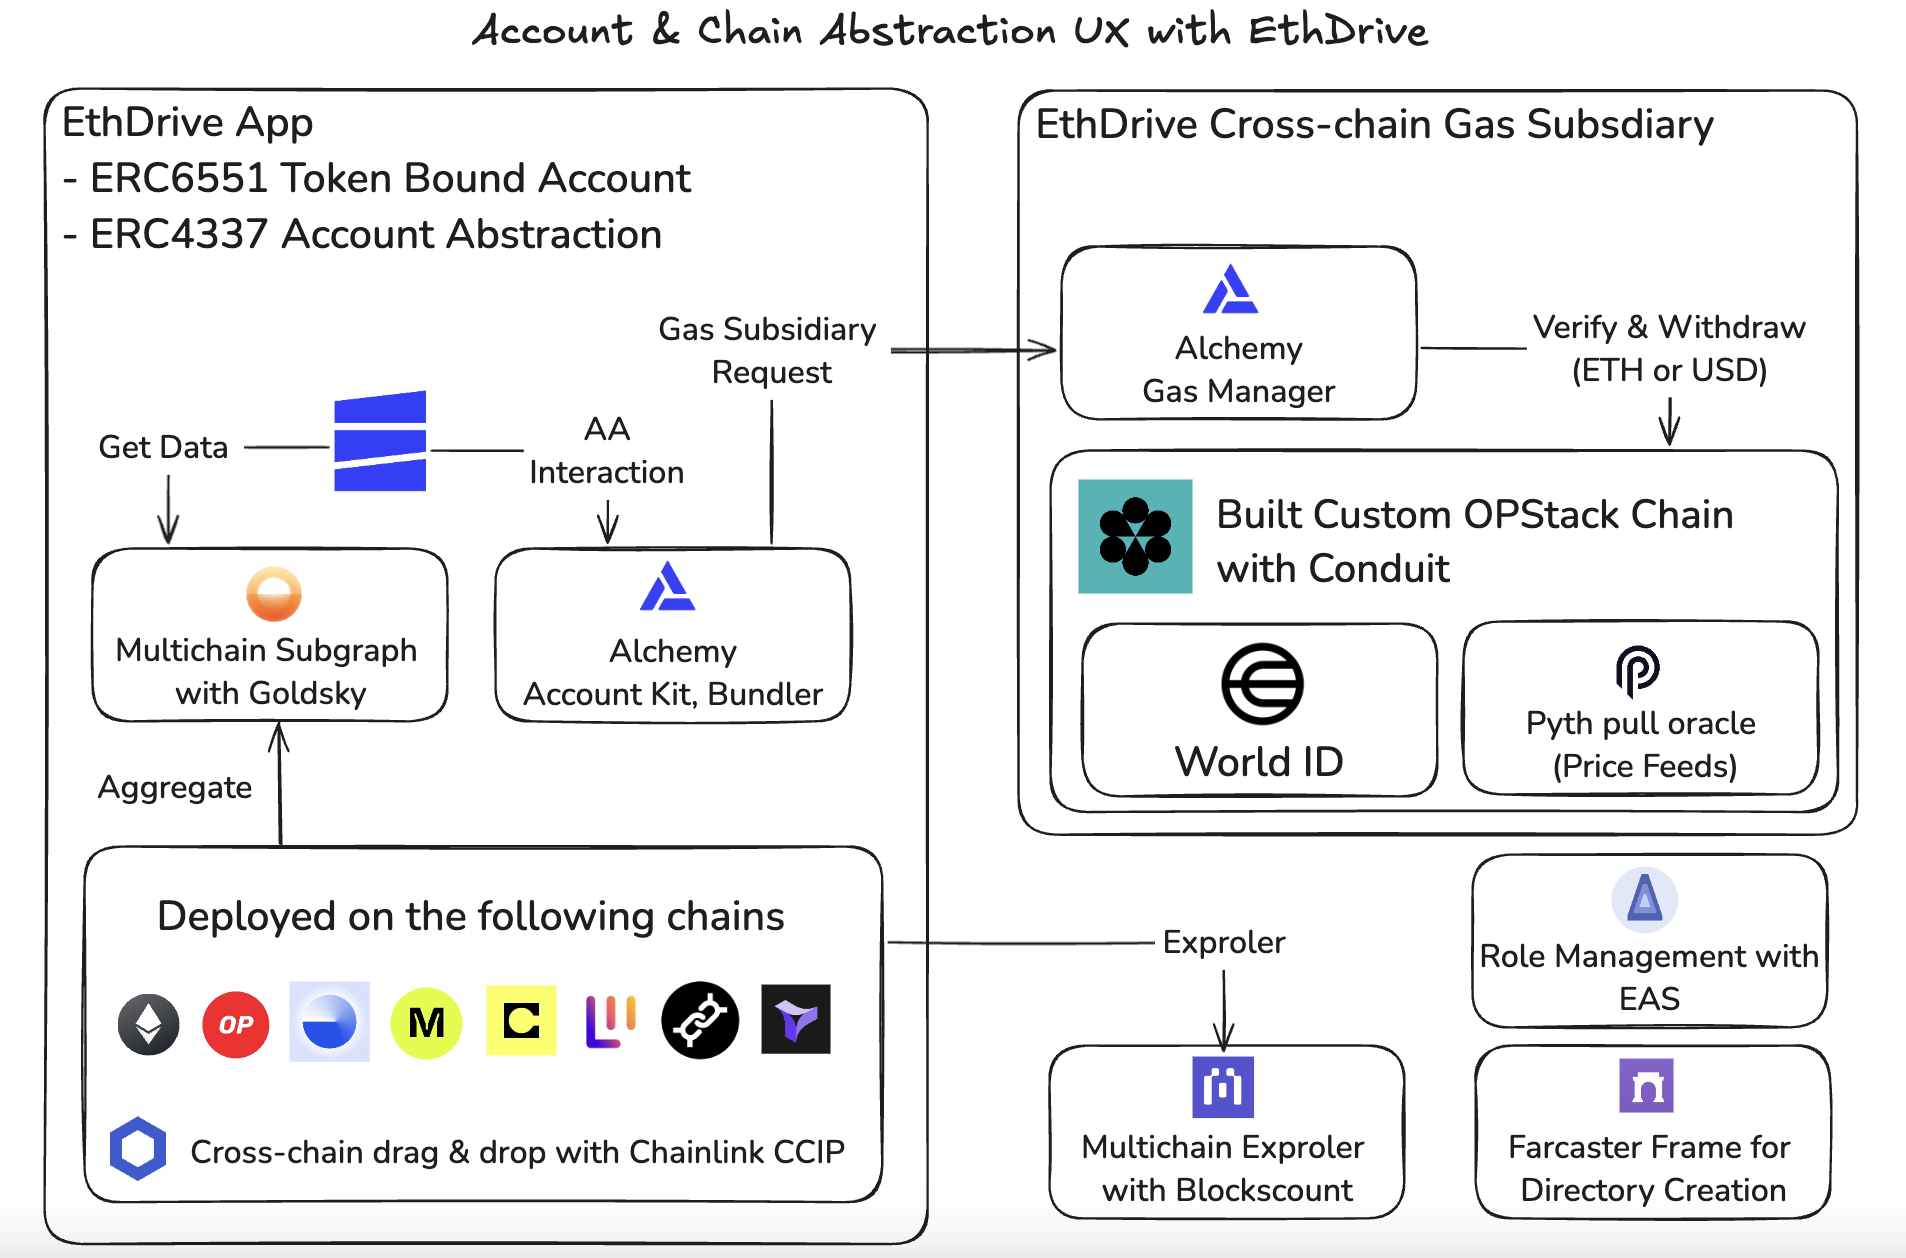 Account & Chain Abstraction UX with EthDrive
EthDrive App
- ERC6551 Token Bound Account
- ERC4337 Account Abstraction
Gas Subsidiary
Request
Get Data
AA
Interaction
Multichain Subgraph
with Goldsky
Alchemy
Account Kit, Bundler
Aggregate
Deployed on the following chains
OP
M
C
Cross-chain drag & drop with Chainlink CCIP
EthDrive Cross-chain Gas Subsdiary
Alchemy
Gas Manager
Verify & Withdraw
(ETH or USD)
Built Custom OPStack Chain
with Conduit
World ID
Pyth pull oracle
(Price Feeds)
Exproler
Multichain Exproler
with Blockscount
Role Management with
EAS
Farcaster Frame for
Directory Creation